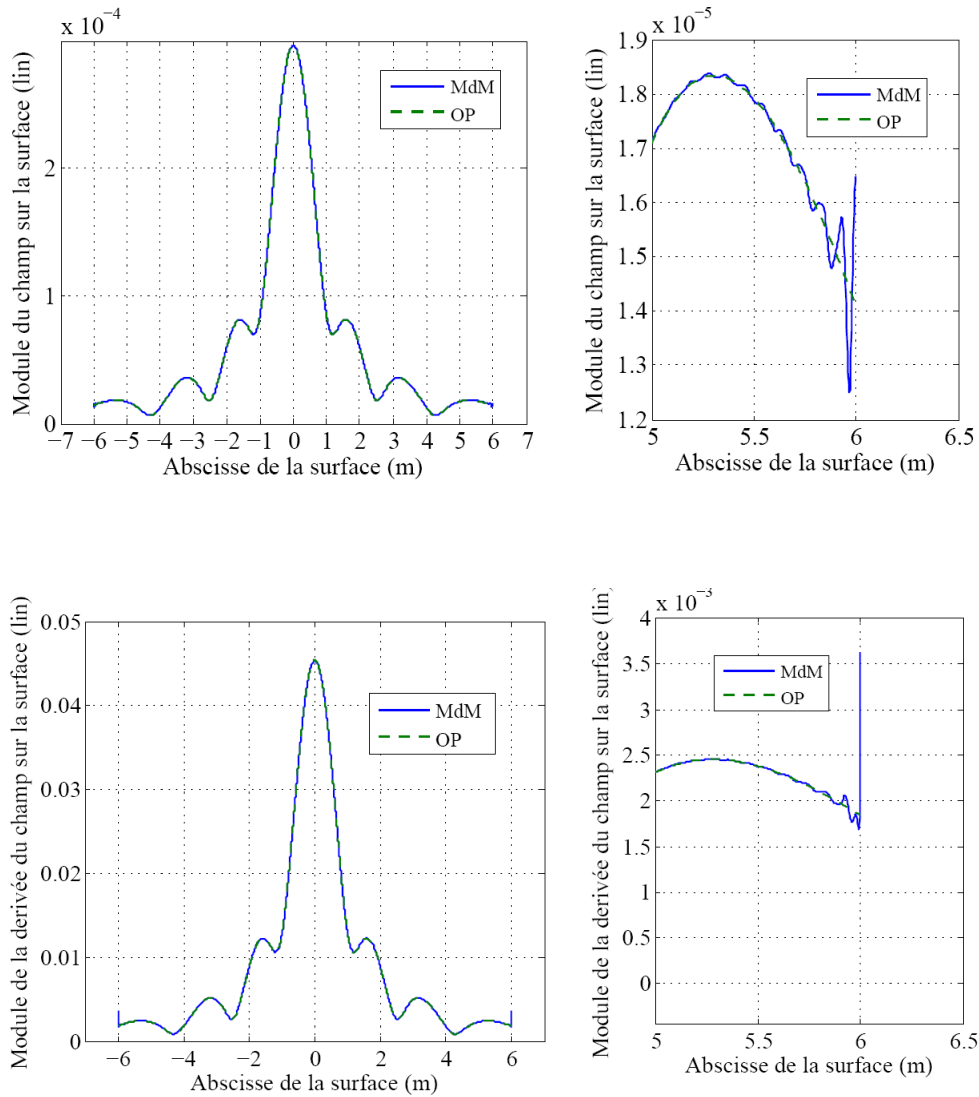 x 10⁻⁴
Module du champ sur la surface (lin)
2
1
0
MdM
OP
−7 −6 −5 −4 −3 −2 −1 0 1 2 3 4 5 6 7
Abscisse de la surface (m)
x 10⁻⁵
Module du champ sur la surface (lin)
1.9
1.8
1.7
1.6
1.5
1.4
1.3
1.2
MdM
OP
5 5.5 6 6.5
Abscisse de la surface (m)
Module de la derivée du champ sur la surface (lin)
0.05
0.04
0.03
0.02
0.01
0
MdM
OP
−6 −4 −2 0 2 4 6
Abscisse de la surface (m)
x 10⁻³
Module de la derivée du champ sur la surface (lin)
4
3.5
3
2.5
2
1.5
1
0.5
0
MdM
OP
5 5.5 6 6.5
Abscisse de la surface (m)